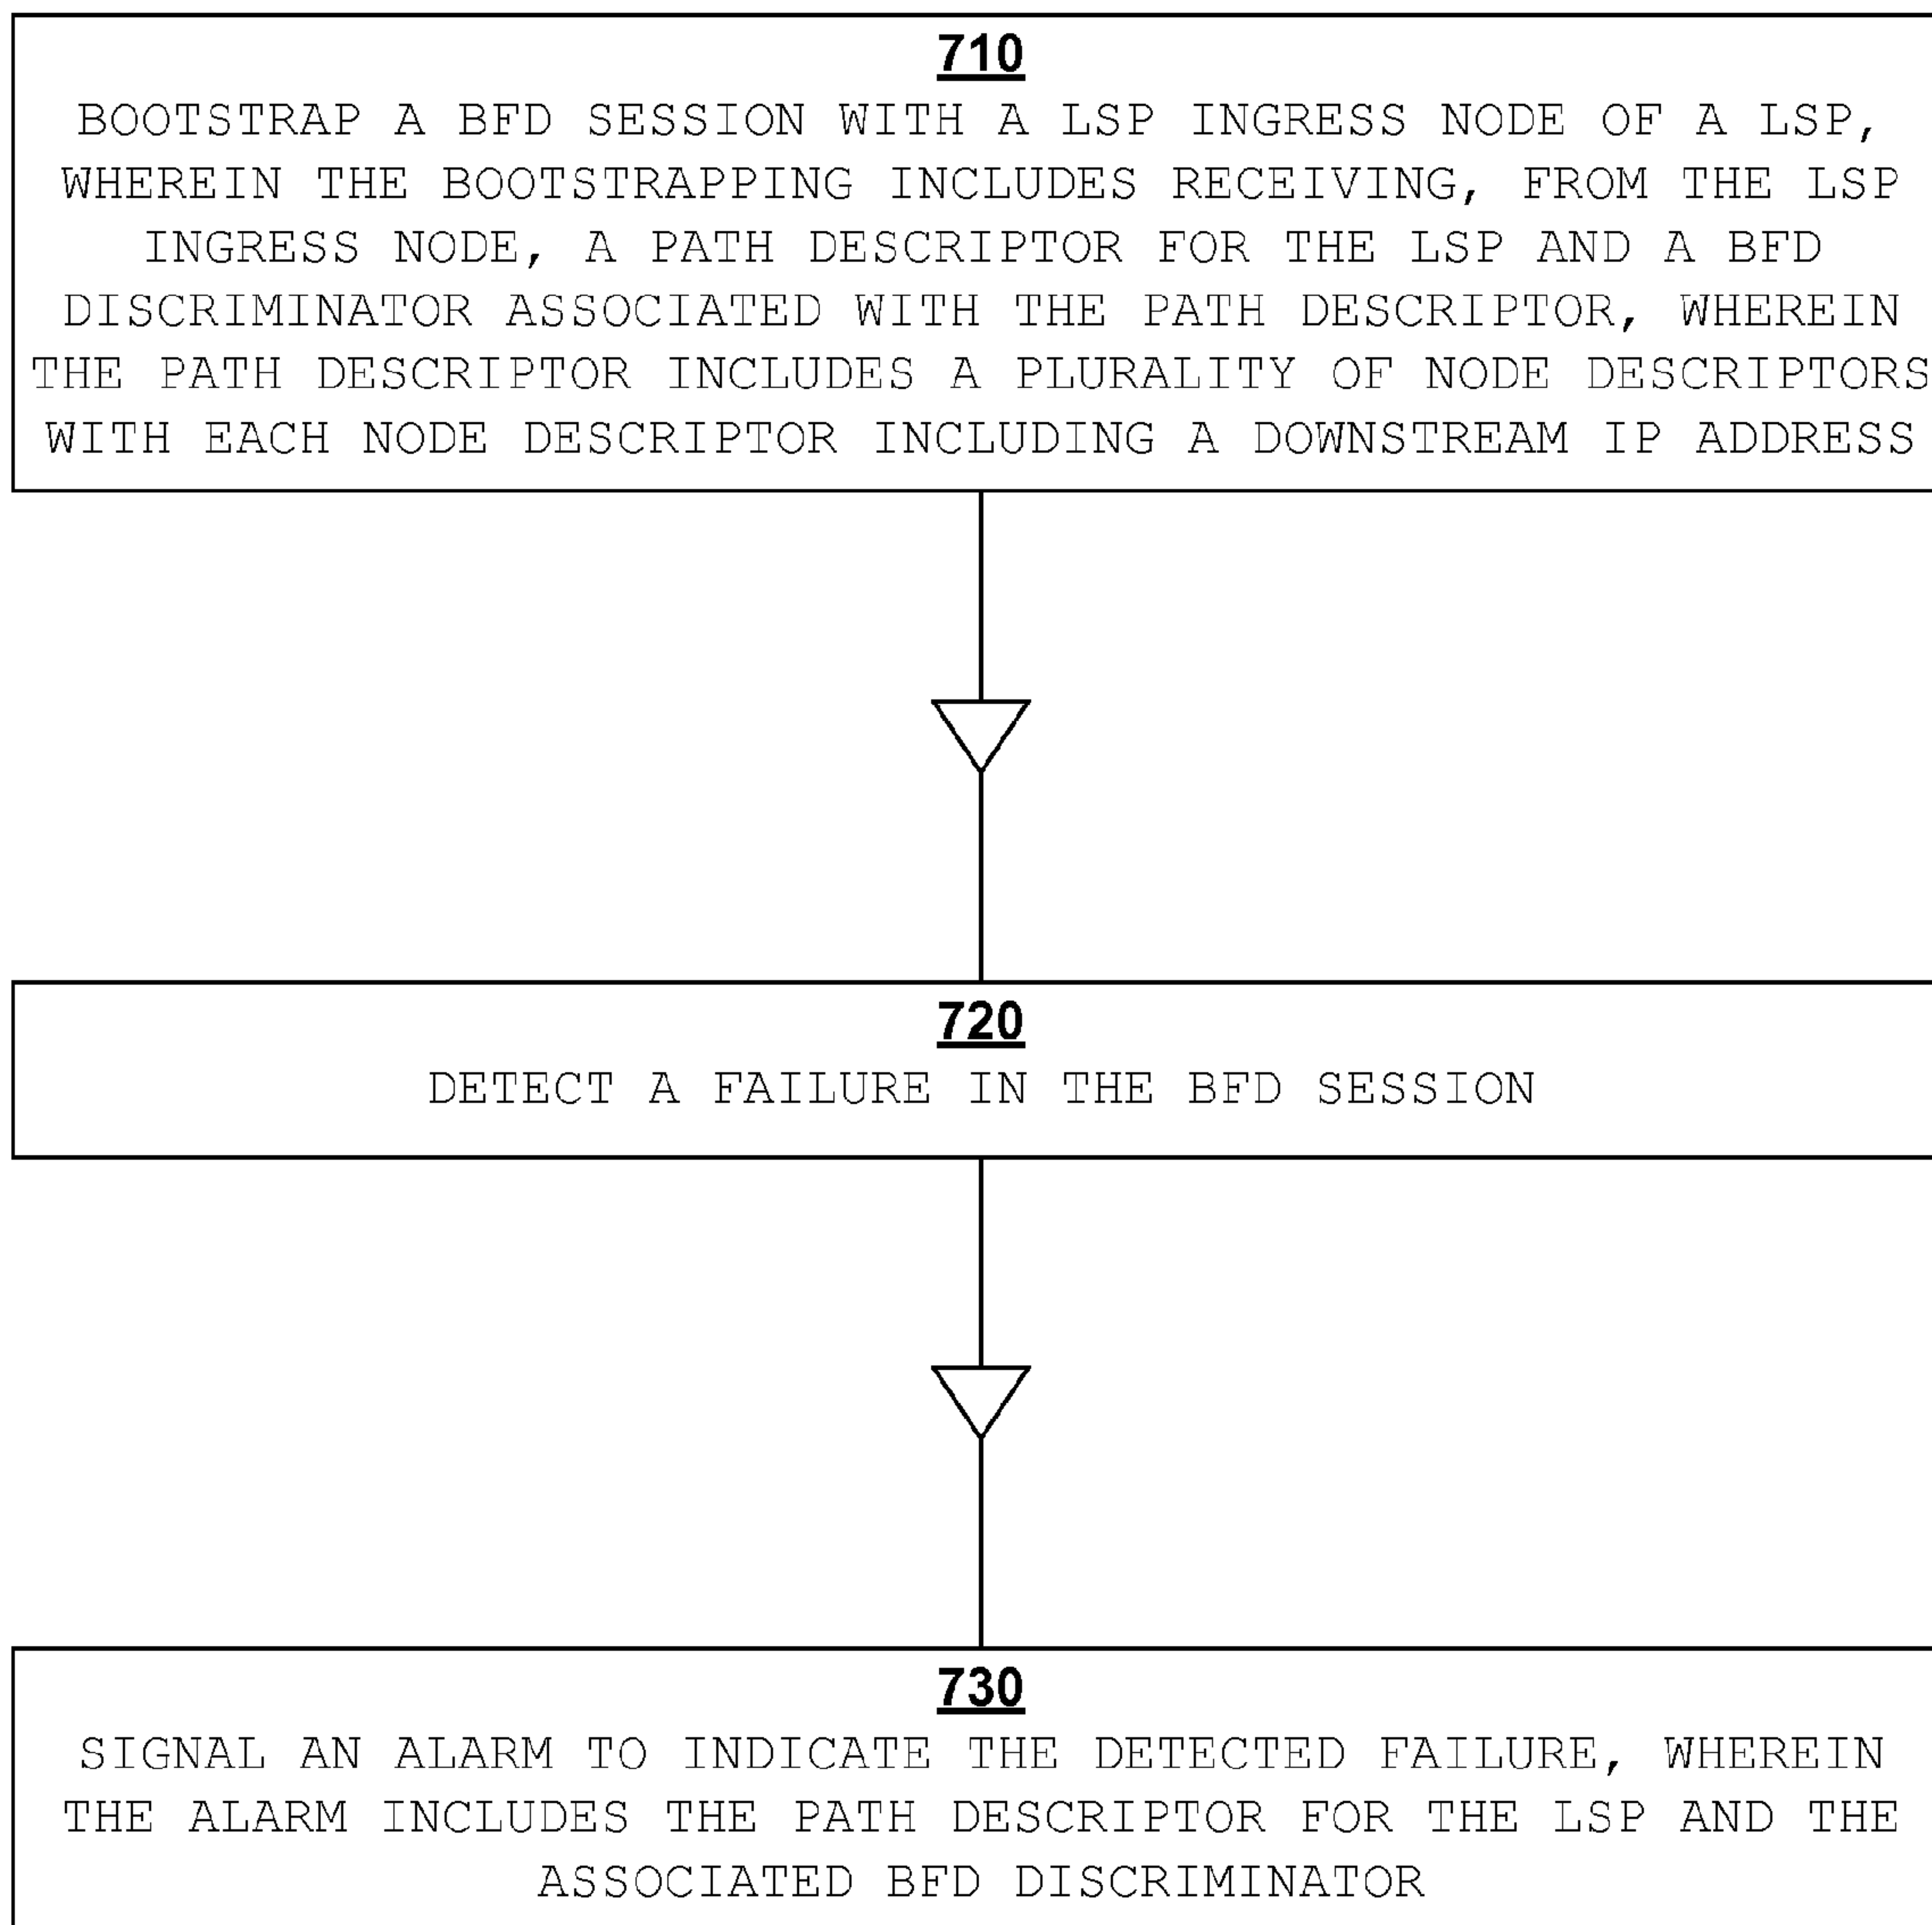 710
BOOTSTRAP A BFD SESSION WITH A LSP INGRESS NODE OF A LSP,
WHEREIN THE BOOTSTRAPPING INCLUDES RECEIVING, FROM THE LSP
INGRESS NODE, A PATH DESCRIPTOR FOR THE LSP AND A BFD
DISCRIMINATOR ASSOCIATED WITH THE PATH DESCRIPTOR, WHEREIN
THE PATH DESCRIPTOR INCLUDES A PLURALITY OF NODE DESCRIPTORS
WITH EACH NODE DESCRIPTOR INCLUDING A DOWNSTREAM IP ADDRESS
720
DETECT A FAILURE IN THE BFD SESSION
730
SIGNAL AN ALARM TO INDICATE THE DETECTED FAILURE, WHEREIN
THE ALARM INCLUDES THE PATH DESCRIPTOR FOR THE LSP AND THE
ASSOCIATED BFD DISCRIMINATOR